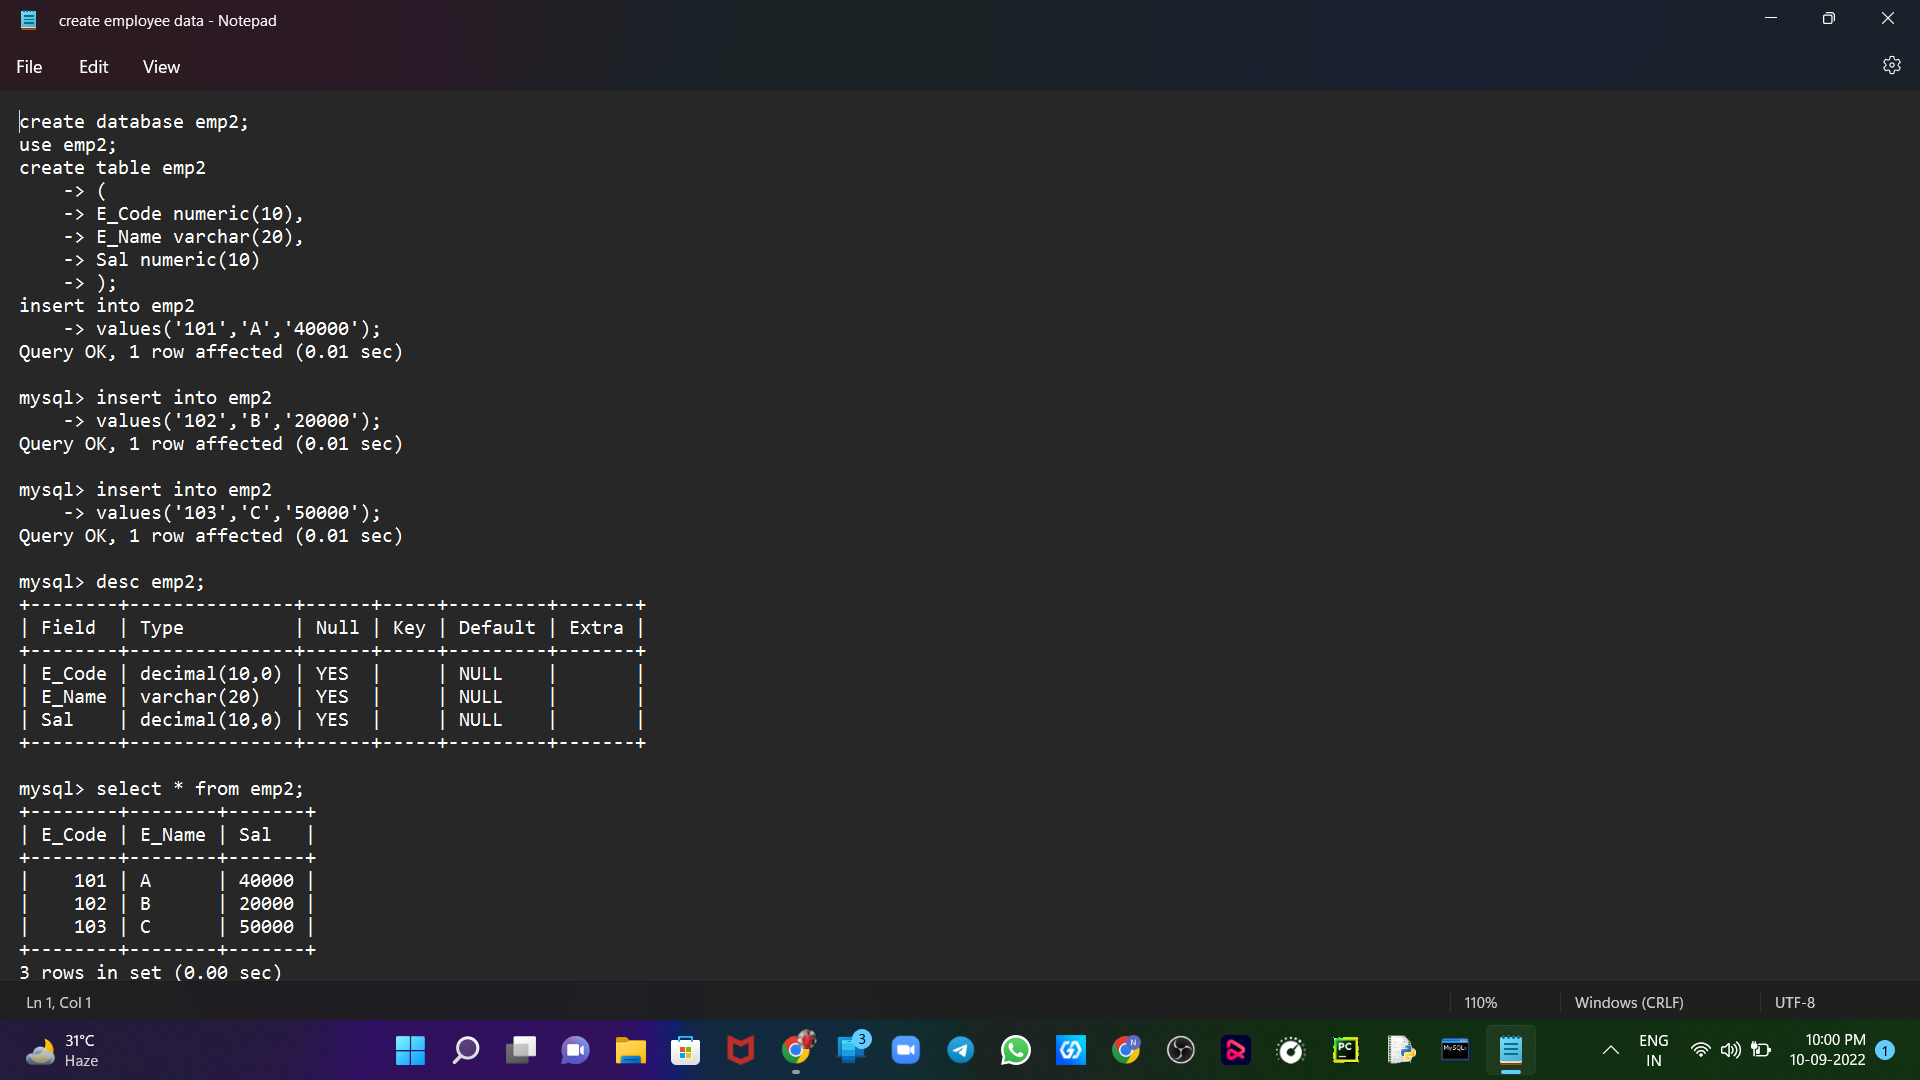 create employee data - Notepad
File Edit View
create database emp2;
use emp2;
create table emp2
    -> (
    -> E_Code numeric(10),
    -> E_Name varchar(20),
    -> Sal numeric(10)
    -> );
insert into emp2
    -> values('101','A','40000');
Query OK, 1 row affected (0.01 sec)

mysql> insert into emp2
    -> values('102','B','20000');
Query OK, 1 row affected (0.01 sec)

mysql> insert into emp2
    -> values('103','C','50000');
Query OK, 1 row affected (0.01 sec)

mysql> desc emp2;
+--------+---------------+------+-----+---------+-------+
| Field  | Type          | Null | Key | Default | Extra |
+--------+---------------+------+-----+---------+-------+
| E_Code | decimal(10,0) | YES  |     | NULL    |       |
| E_Name | varchar(20)   | YES  |     | NULL    |       |
| Sal    | decimal(10,0) | YES  |     | NULL    |       |
+--------+---------------+------+-----+---------+-------+

mysql> select * from emp2;
+--------+--------+-------+
| E_Code | E_Name | Sal   |
+--------+--------+-------+
|    101 | A      | 40000 |
|    102 | B      | 20000 |
|    103 | C      | 50000 |
+--------+--------+-------+
3 rows in set (0.00 sec)
Ln 1, Col 1 110% Windows (CRLF) UTF-8
31°C
Haze
3
N
PC
MySQL
ENG
IN
10:00 PM
10-09-2022
1